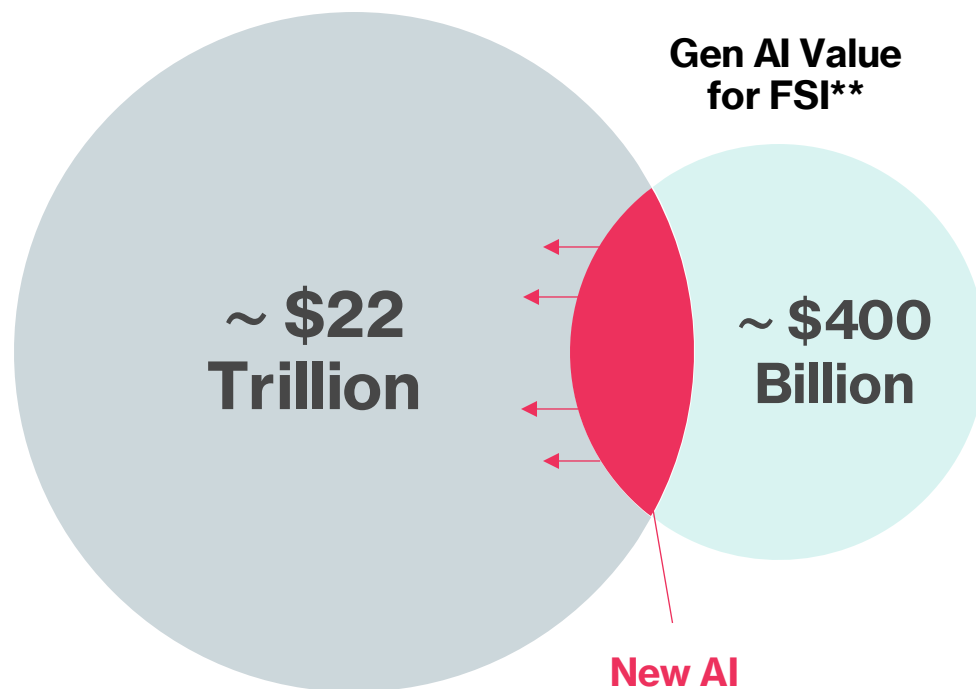 Gen AI Value
for FSI**
~ $22
Trillion
~ $400
Billion
New AI